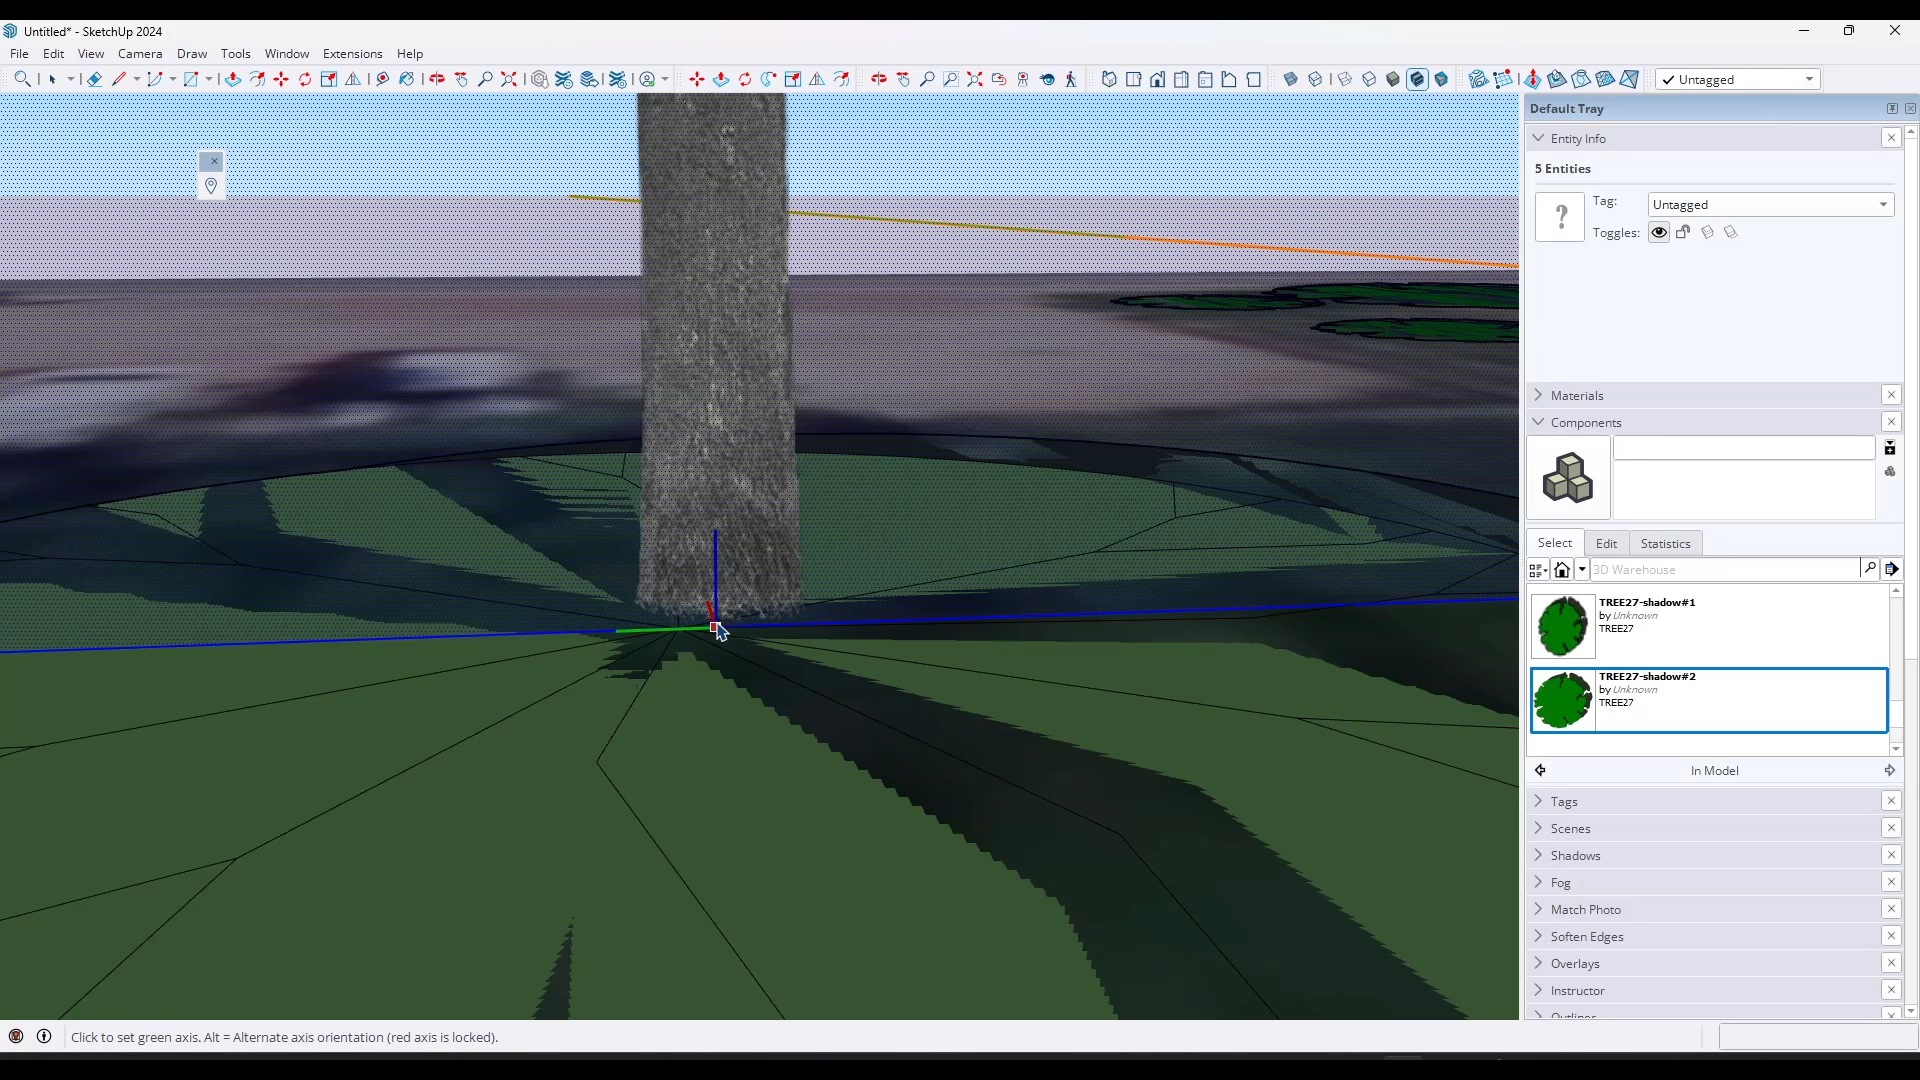 Untitled* - SketchUp 2024
File Edit View Camera Draw Tools Window Extensions Help
Untagged
Default Tray
Entity Info
5 Entities
Tag: Untagged
Toggles:
Materials
Components
Select Edit Statistics
3D Warehouse
TREE27-shadow#1
by Unknown
TREE27
TREE27-shadow#2
by Unknown
TREE27
In Model
Tags
Scenes
Shadows
Fog
Match Photo
Soften Edges
Overlays
Instructor
Outliner
Click to set green axis. Alt = Alternate axis orientation (red axis is locked).